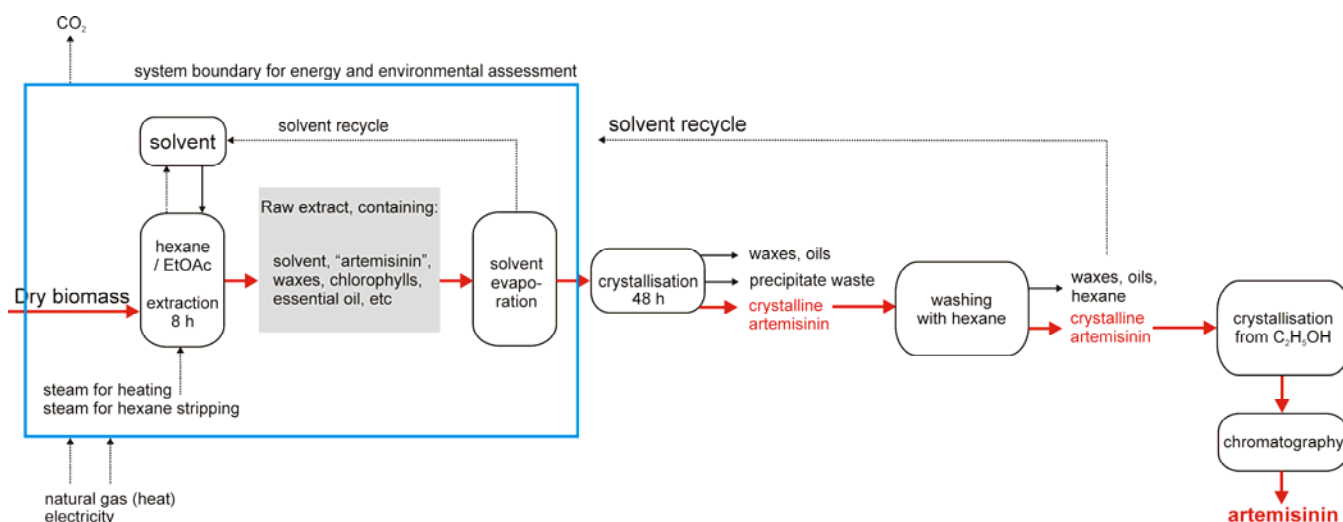 CO₂
system boundary for energy and environmental assessment
solvent
solvent recycle
hexane
/ EtOAc
extraction
8 h
Raw extract, containing:
solvent, “artemisinin”,
waxes, chlorophylls,
essential oil, etc
solvent
evapo-
ration
Dry biomass
steam for heating
steam for hexane stripping
natural gas (heat)
electricity
solvent recycle
crystallisation
48 h
waxes, oils
precipitate waste
crystalline
artemisinin
washing
with hexane
waxes, oils,
hexane
crystalline
artemisinin
crystallisation
from C₂H₅OH
chromatography
artemisinin